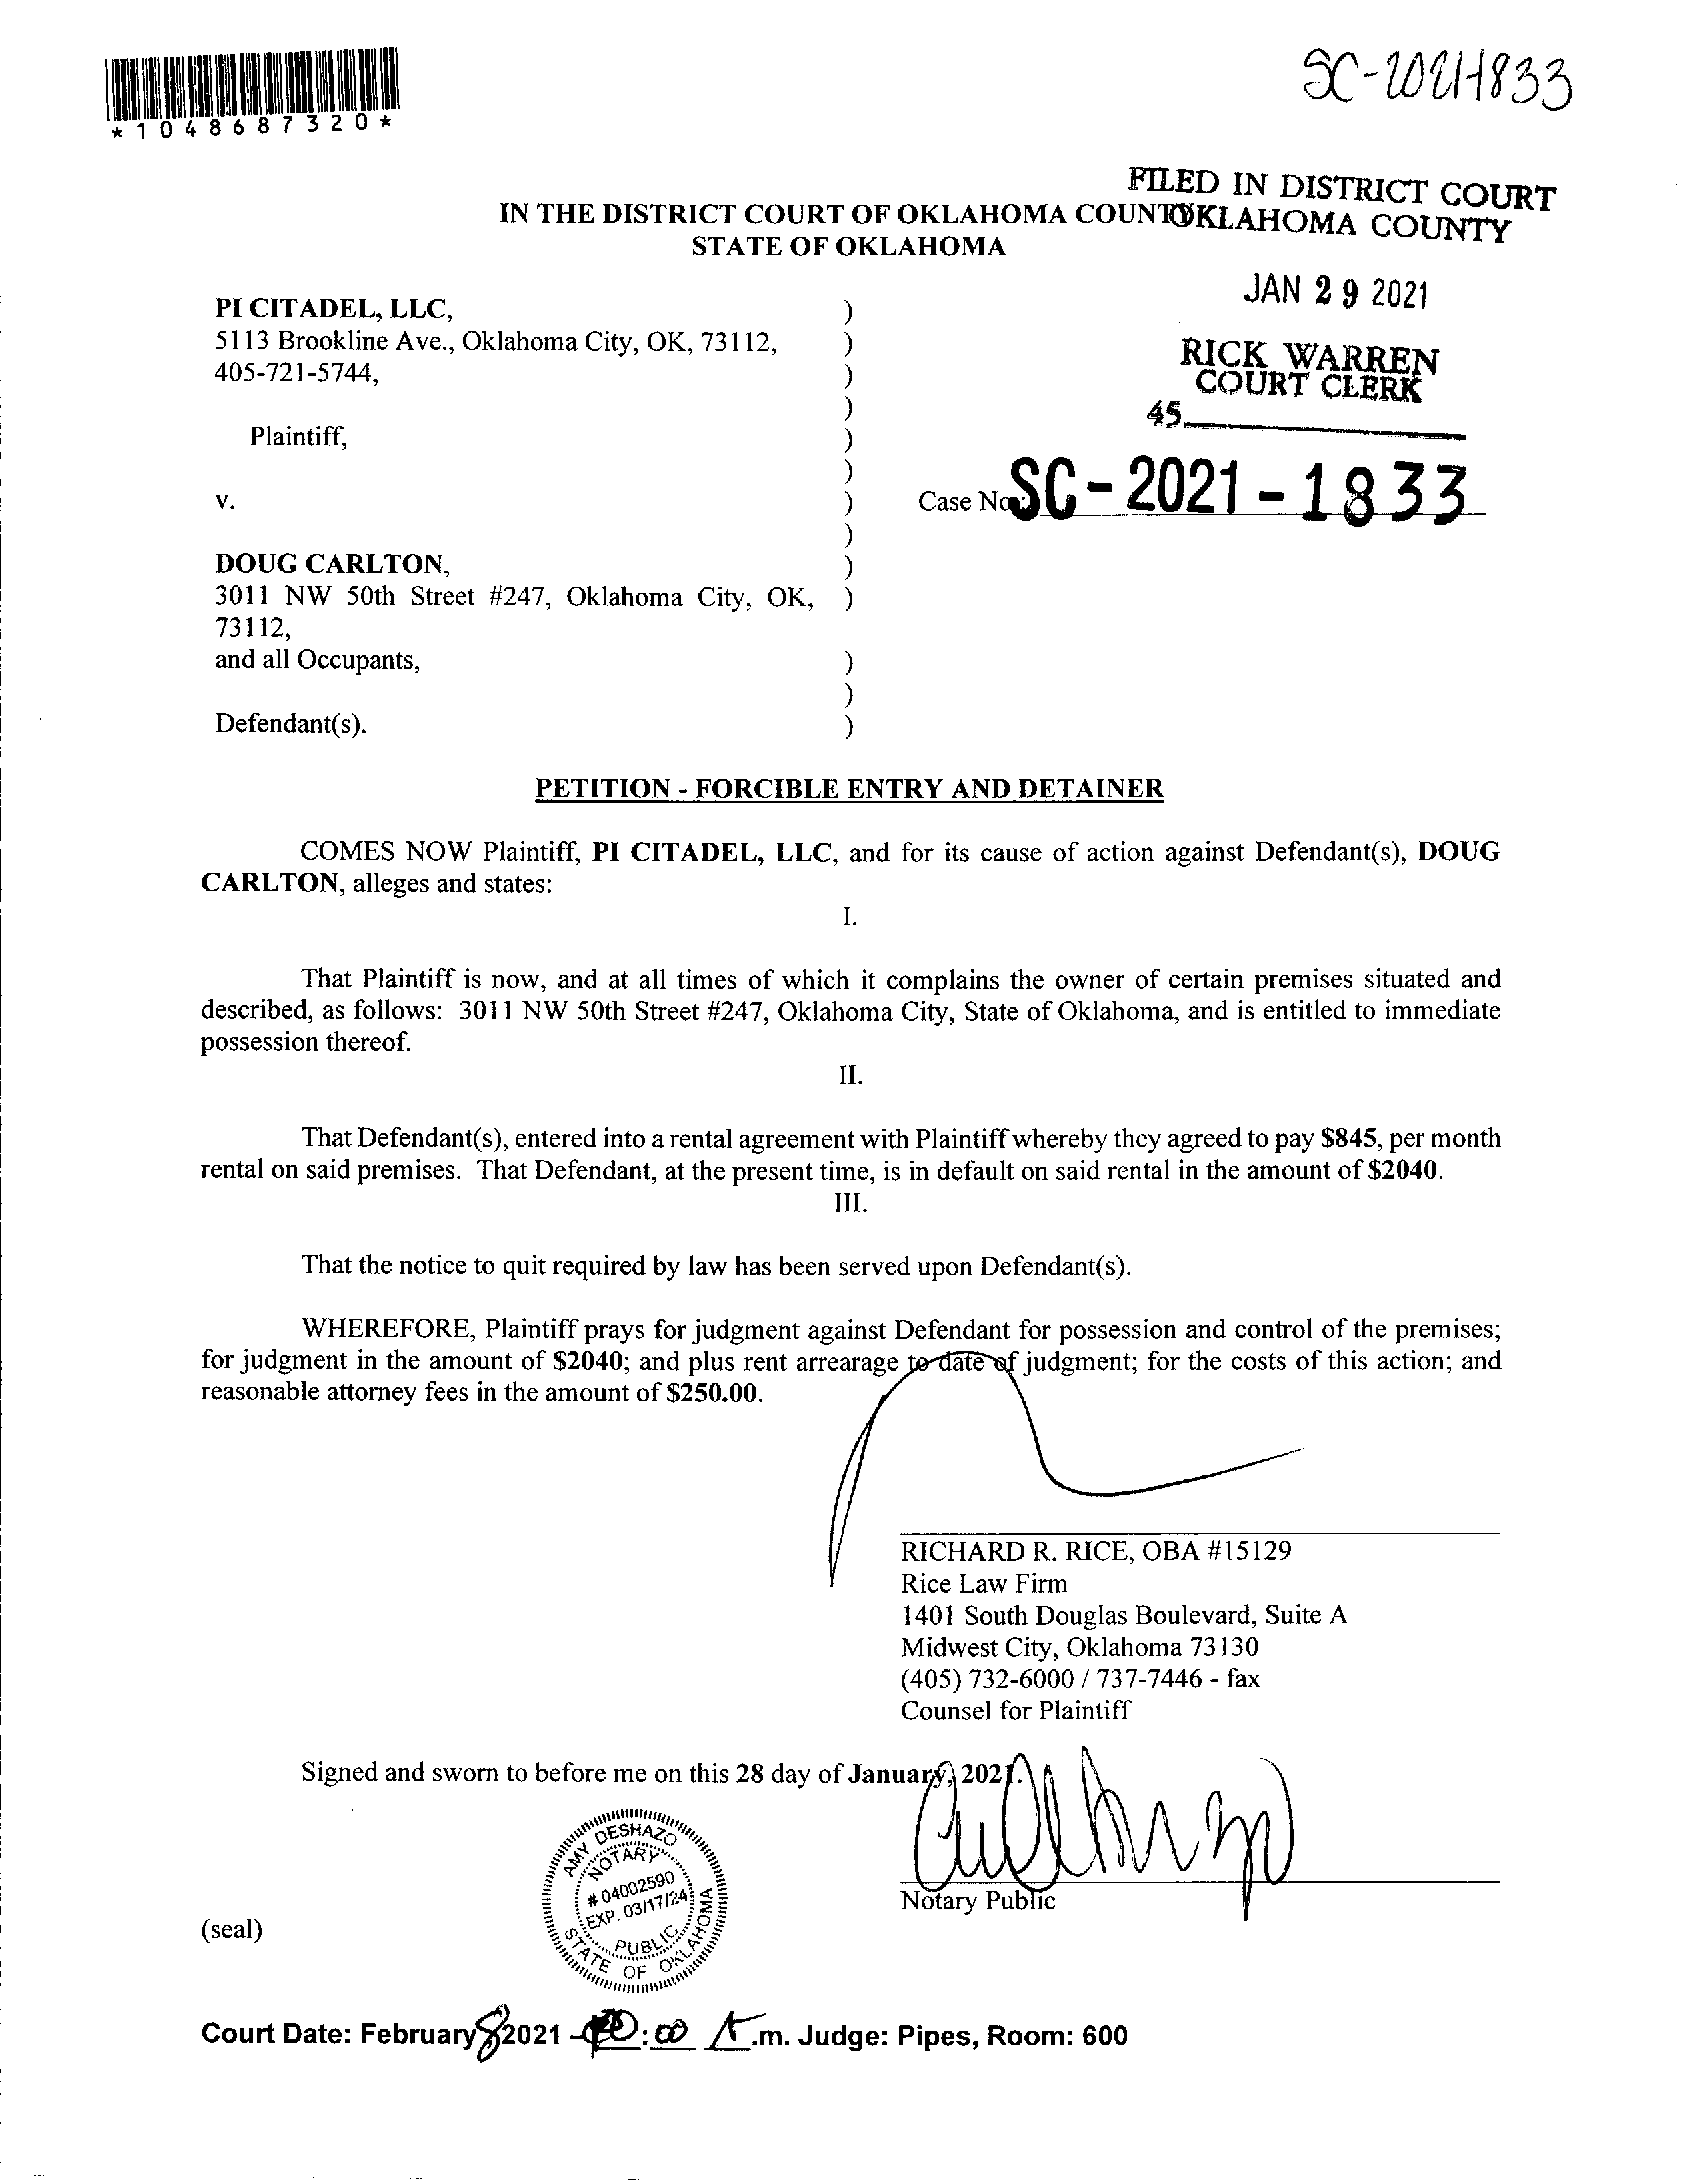 *1048687320*
SC-2021-1833
FILED IN DISTRICT COURT
OKLAHOMA COUNTY
IN THE DISTRICT COURT OF OKLAHOMA COUNTY
STATE OF OKLAHOMA
JAN 29 2021
RICK WARREN
COURT CLERK
45
PI CITADEL, LLC, )
5113 Brookline Ave., Oklahoma City, OK, 73112, )
405-721-5744, )
)
Plaintiff, )
)
v. ) Case No. SC-2021-1833
)
DOUG CARLTON, )
3011 NW 50th Street #247, Oklahoma City, OK, )
73112,
and all Occupants, )
)
Defendant(s). )
PETITION - FORCIBLE ENTRY AND DETAINER
COMES NOW Plaintiff, PI CITADEL, LLC, and for its cause of action against Defendant(s), DOUG
CARLTON, alleges and states:
I.
That Plaintiff is now, and at all times of which it complains the owner of certain premises situated and
described, as follows: 3011 NW 50th Street #247, Oklahoma City, State of Oklahoma, and is entitled to immediate
possession thereof.
II.
That Defendant(s), entered into a rental agreement with Plaintiff whereby they agreed to pay $845, per month
rental on said premises. That Defendant, at the present time, is in default on said rental in the amount of $2040.
III.
That the notice to quit required by law has been served upon Defendant(s).
WHEREFORE, Plaintiff prays for judgment against Defendant for possession and control of the premises;
for judgment in the amount of $2040; and plus rent arrearage to date of judgment; for the costs of this action; and
reasonable attorney fees in the amount of $250.00.
RICHARD R. RICE, OBA #15129
Rice Law Firm
1401 South Douglas Boulevard, Suite A
Midwest City, Oklahoma 73130
(405) 732-6000 / 737-7446 - fax
Counsel for Plaintiff
Signed and sworn to before me on this 28 day of January, 2021.
AMY DESHAZO
NOTARY
# 04002590
EXP. 03/17/24
PUBLIC
STATE OF OKLAHOMA
Notary Public
(seal)
Court Date: February 8 2021 - :00 A.m. Judge: Pipes, Room: 600